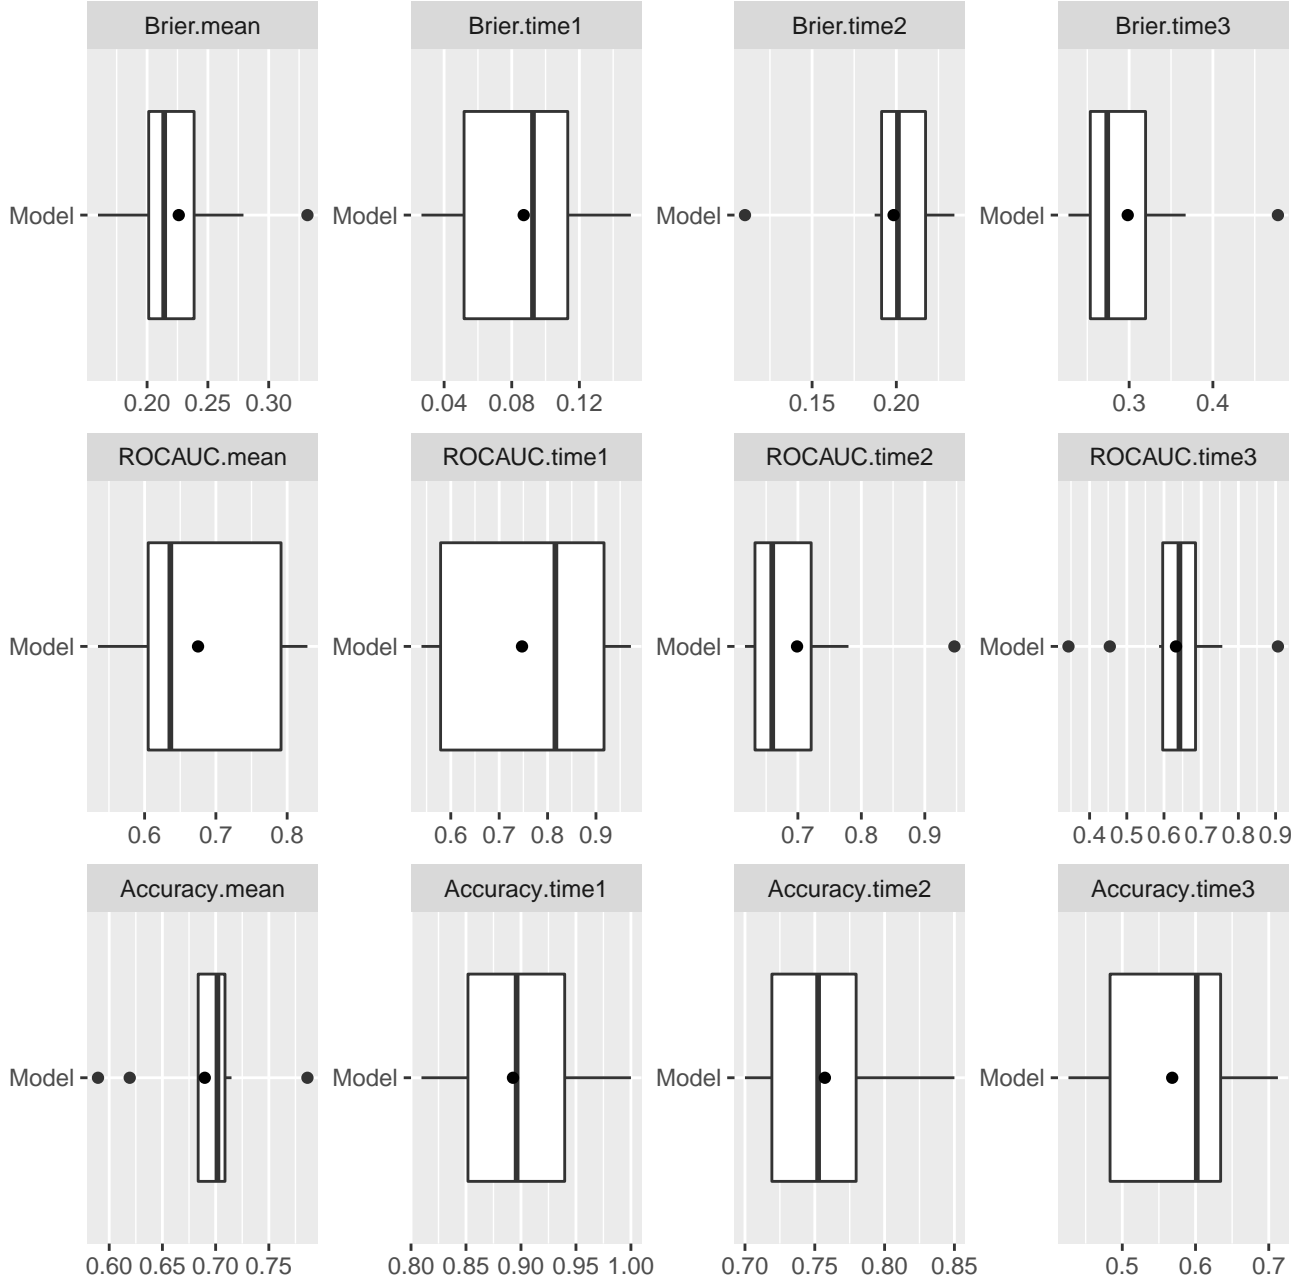 Brier.mean Brier.time1 Brier.time2 Brier.time3
Model Model Model Model
0.20 0.25 0.30 0.04 0.08 0.12 0.15 0.20 0.3 0.4
ROCAUC.mean ROCAUC.time1 ROCAUC.time2 ROCAUC.time3
Model Model Model Model
0.6 0.7 0.8 0.6 0.7 0.8 0.9 0.7 0.8 0.9 0.4 0.5 0.6 0.7 0.8 0.9
Accuracy.mean Accuracy.time1 Accuracy.time2 Accuracy.time3
Model Model Model Model
0.60 0.65 0.70 0.75 0.80 0.85 0.90 0.95 1.00 0.70 0.75 0.80 0.85 0.5 0.6 0.7